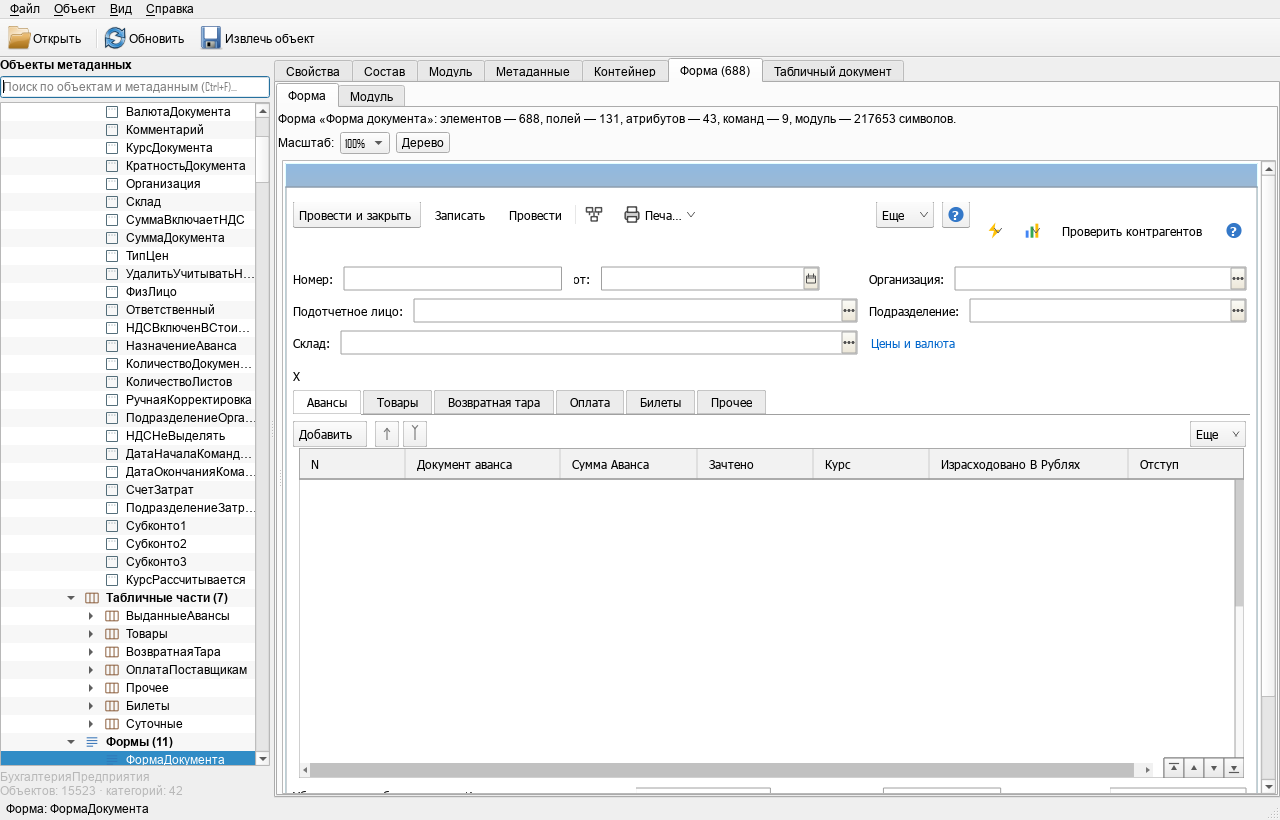 Файл Объект Вид Справка
Открыть Обновить Извлечь объект
Объекты метаданных
Поиск по объектам и метаданным (Ctrl+F)...
ВалютаДокумента
Комментарий
КурсДокумента
КратностьДокумента
Организация
Склад
СуммаВключаетНДС
СуммаДокумента
ТипЦен
УдалитьУчитыватьН...
ФизЛицо
Ответственный
НДСВключенВСтои...
НазначениеАванса
КоличествоДокумен...
КоличествоЛистов
РучнаяКорректировка
ПодразделениеОрга...
НДСНеВыделять
ДатаНачалаКоманд...
ДатаОкончанияКома...
СчетЗатрат
ПодразделениеЗатр...
Субконто1
Субконто2
Субконто3
КурсРассчитывается
Табличные части (7)
ВыданныеАвансы
Товары
ВозвратнаяТара
ОплатаПоставщикам
Прочее
Билеты
Суточные
Формы (11)
ФормаДокумента
БухгалтерияПредприятия
Объектов: 15523 · категорий: 42
Свойства Состав Модуль Метаданные Контейнер Форма (688) Табличный документ
Форма Модуль
Форма «Форма документа»: элементов — 688, полей — 131, атрибутов — 43, команд — 9, модуль — 217653 символов.
Масштаб: 100% Дерево
Провести и закрыть Записать Провести Печа... Еще ?
Проверить контрагентов ?
Номер: от: Организация:
Подотчетное лицо: Подразделение:
Склад: Цены и валюта
X
Авансы Товары Возвратная тара Оплата Билеты Прочее
Добавить Еще
N Документ аванса Сумма Аванса Зачтено Курс Израсходовано В Рублях Отступ
Форма: ФормаДокумента